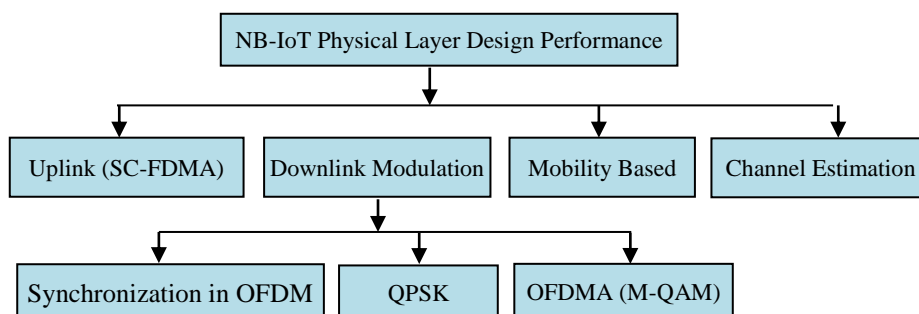 NB-IoT Physical Layer Design Performance
Uplink (SC-FDMA)
Downlink Modulation
Mobility Based
Channel Estimation
Synchronization in OFDM
QPSK
OFDMA (M-QAM)